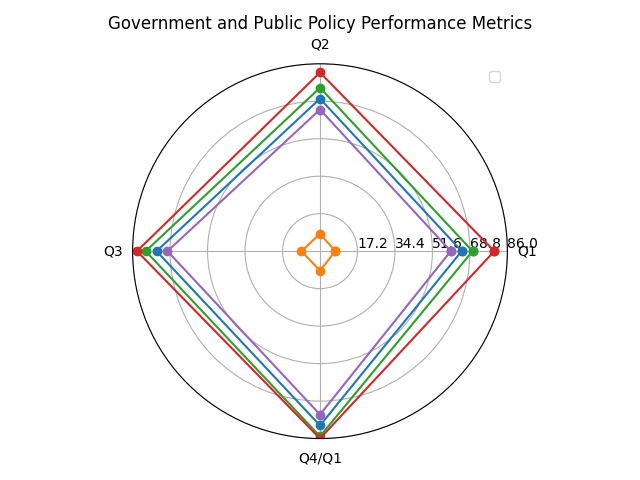 Government and Public Policy Performance Metrics
Q2
Q3
17.2
34.4
51.6
68.8
86.0
Q1
Q4/Q1